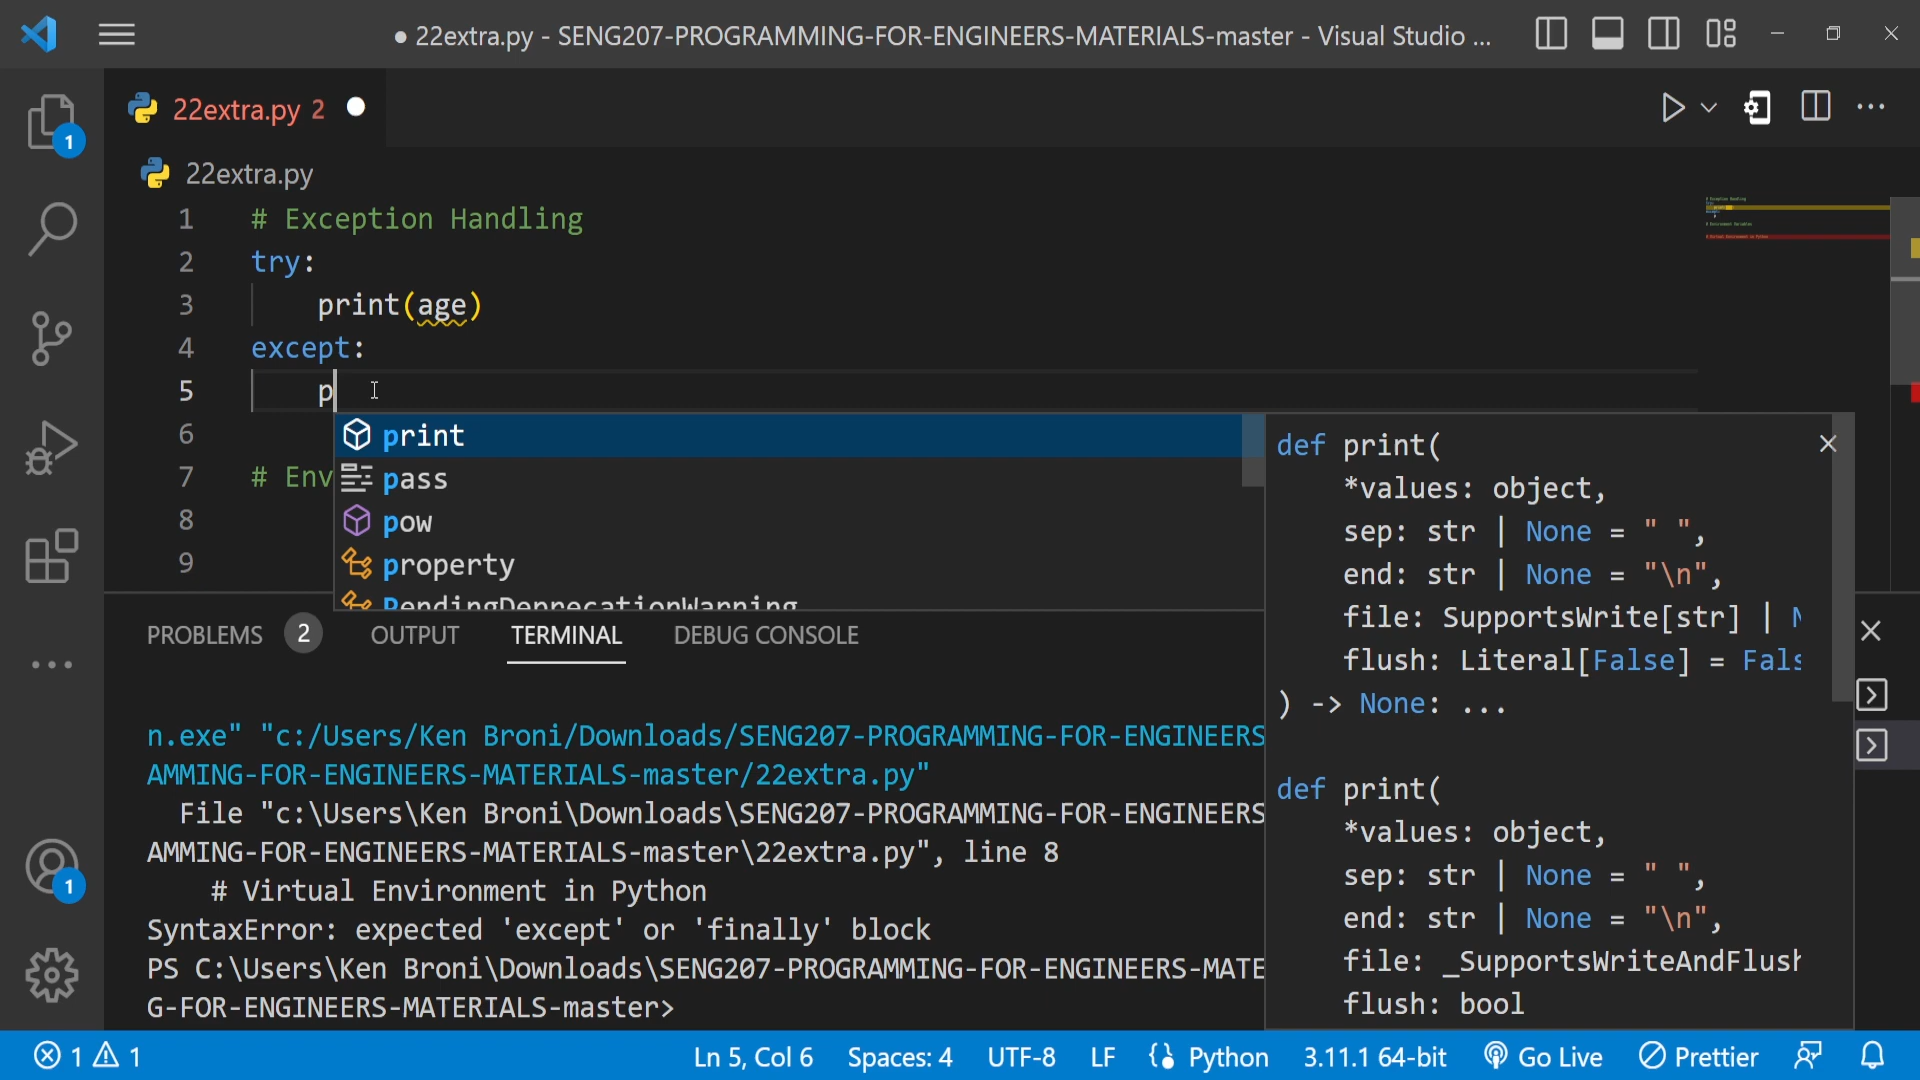 ● 22extra.py - SENG207-PROGRAMMING-FOR-ENGINEERS-MATERIALS-master - Visual Studio ...
22extra.py 2 ●
1
22extra.py
1 # Exception Handling
2 try:
3 print(age)
4 except:
5 p
6
7 # Env
8
9
print
pass
pow
property
PendingDeprecationWarning
def print(
*values: object,
sep: str | None = " ",
end: str | None = "\n",
file: SupportsWrite[str] | N
flush: Literal[False] = Fals
) -> None: ...
def print(
*values: object,
sep: str | None = " ",
end: str | None = "\n",
file: _SupportsWriteAndFlush
flush: bool
PROBLEMS 2 OUTPUT TERMINAL DEBUG CONSOLE
n.exe" "c:/Users/Ken Broni/Downloads/SENG207-PROGRAMMING-FOR-ENGINEERS
AMMING-FOR-ENGINEERS-MATERIALS-master/22extra.py"
File "c:\Users\Ken Broni\Downloads\SENG207-PROGRAMMING-FOR-ENGINEERS
AMMING-FOR-ENGINEERS-MATERIALS-master\22extra.py", line 8
# Virtual Environment in Python
SyntaxError: expected 'except' or 'finally' block
PS C:\Users\Ken Broni\Downloads\SENG207-PROGRAMMING-FOR-ENGINEERS-MATE
G-FOR-ENGINEERS-MATERIALS-master>
1
1 1 Ln 5, Col 6 Spaces: 4 UTF-8 LF Python 3.11.1 64-bit Go Live Prettier